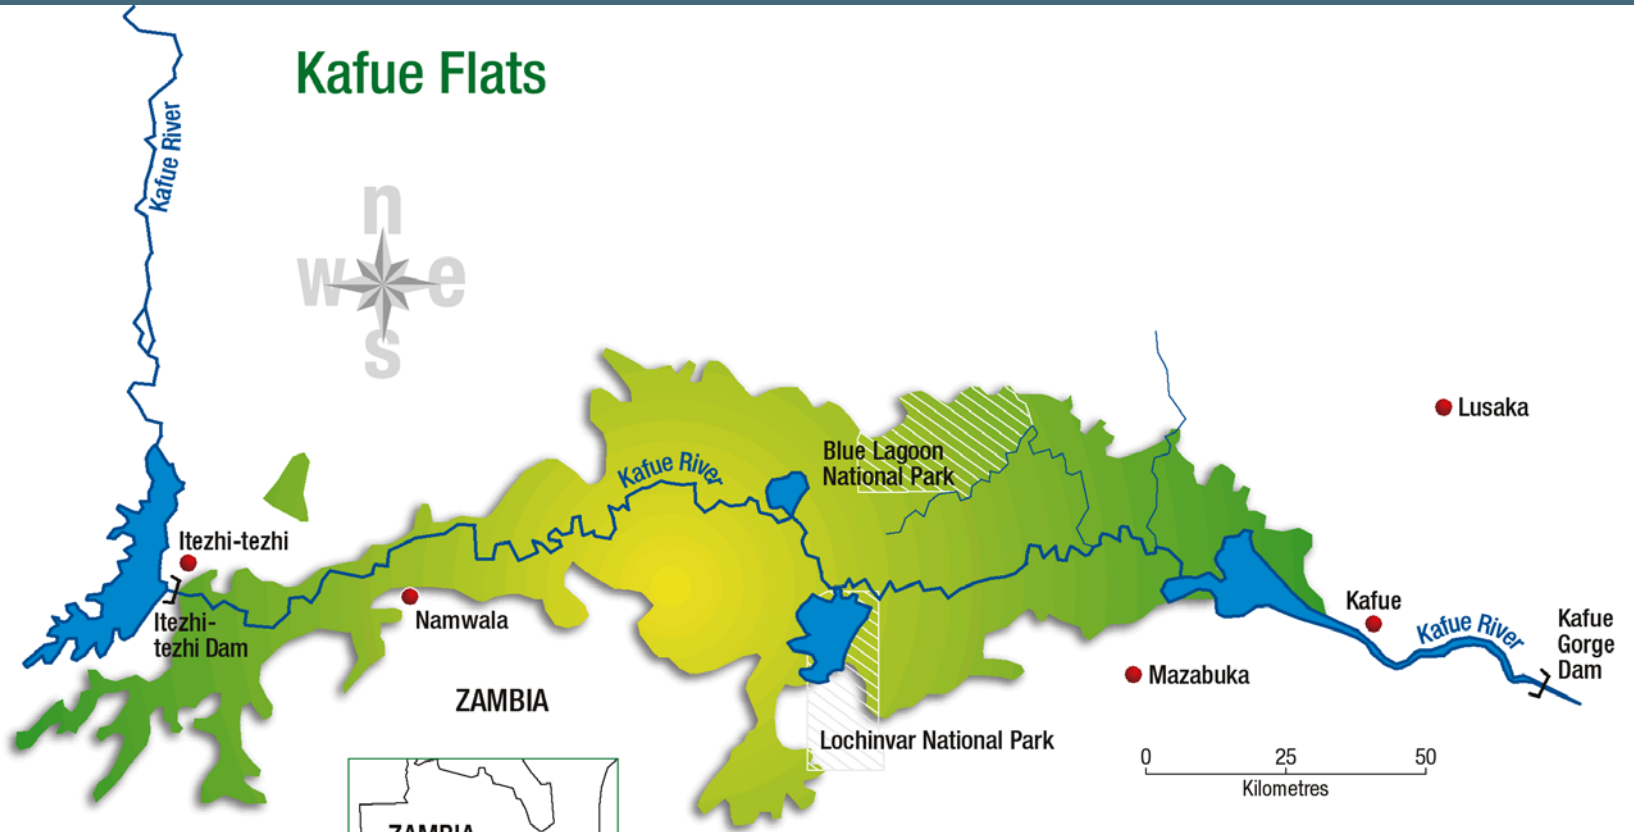 Kafue Flats
Kafue River
n
w
e
s
Lusaka
Blue Lagoon
National Park
Kafue River
Itezhi-tezhi
Itezhi-
tezhi Dam
Namwala
Kafue
Kafue River
Kafue
Gorge
Dam
Mazabuka
ZAMBIA
Lochinvar National Park
0 25 50
Kilometres
ZAMBIA